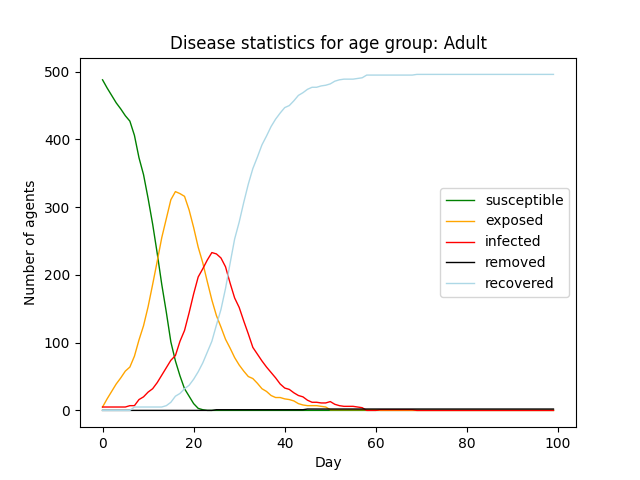 Disease statistics for age group: Adult
500
400
300
200
100
0
Number of agents
susceptible
exposed
infected
removed
recovered
0 20 40 60 80 100
Day